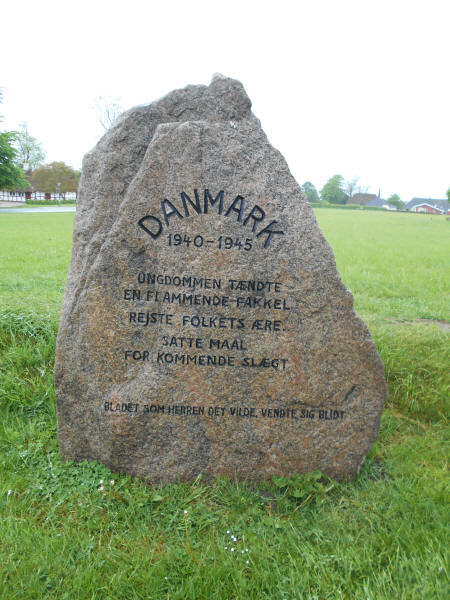 DANMARK
1940-1945
UNGDOMMEN TÆNDTE
EN FLAMMENDE FAKKEL
REJSTE FOLKETS ÆRE.
SATTE MAAL
FOR KOMMENDE SLÆGT
BLADET SOM HERREN DET VILDE, VENDTE SIG BLIDT